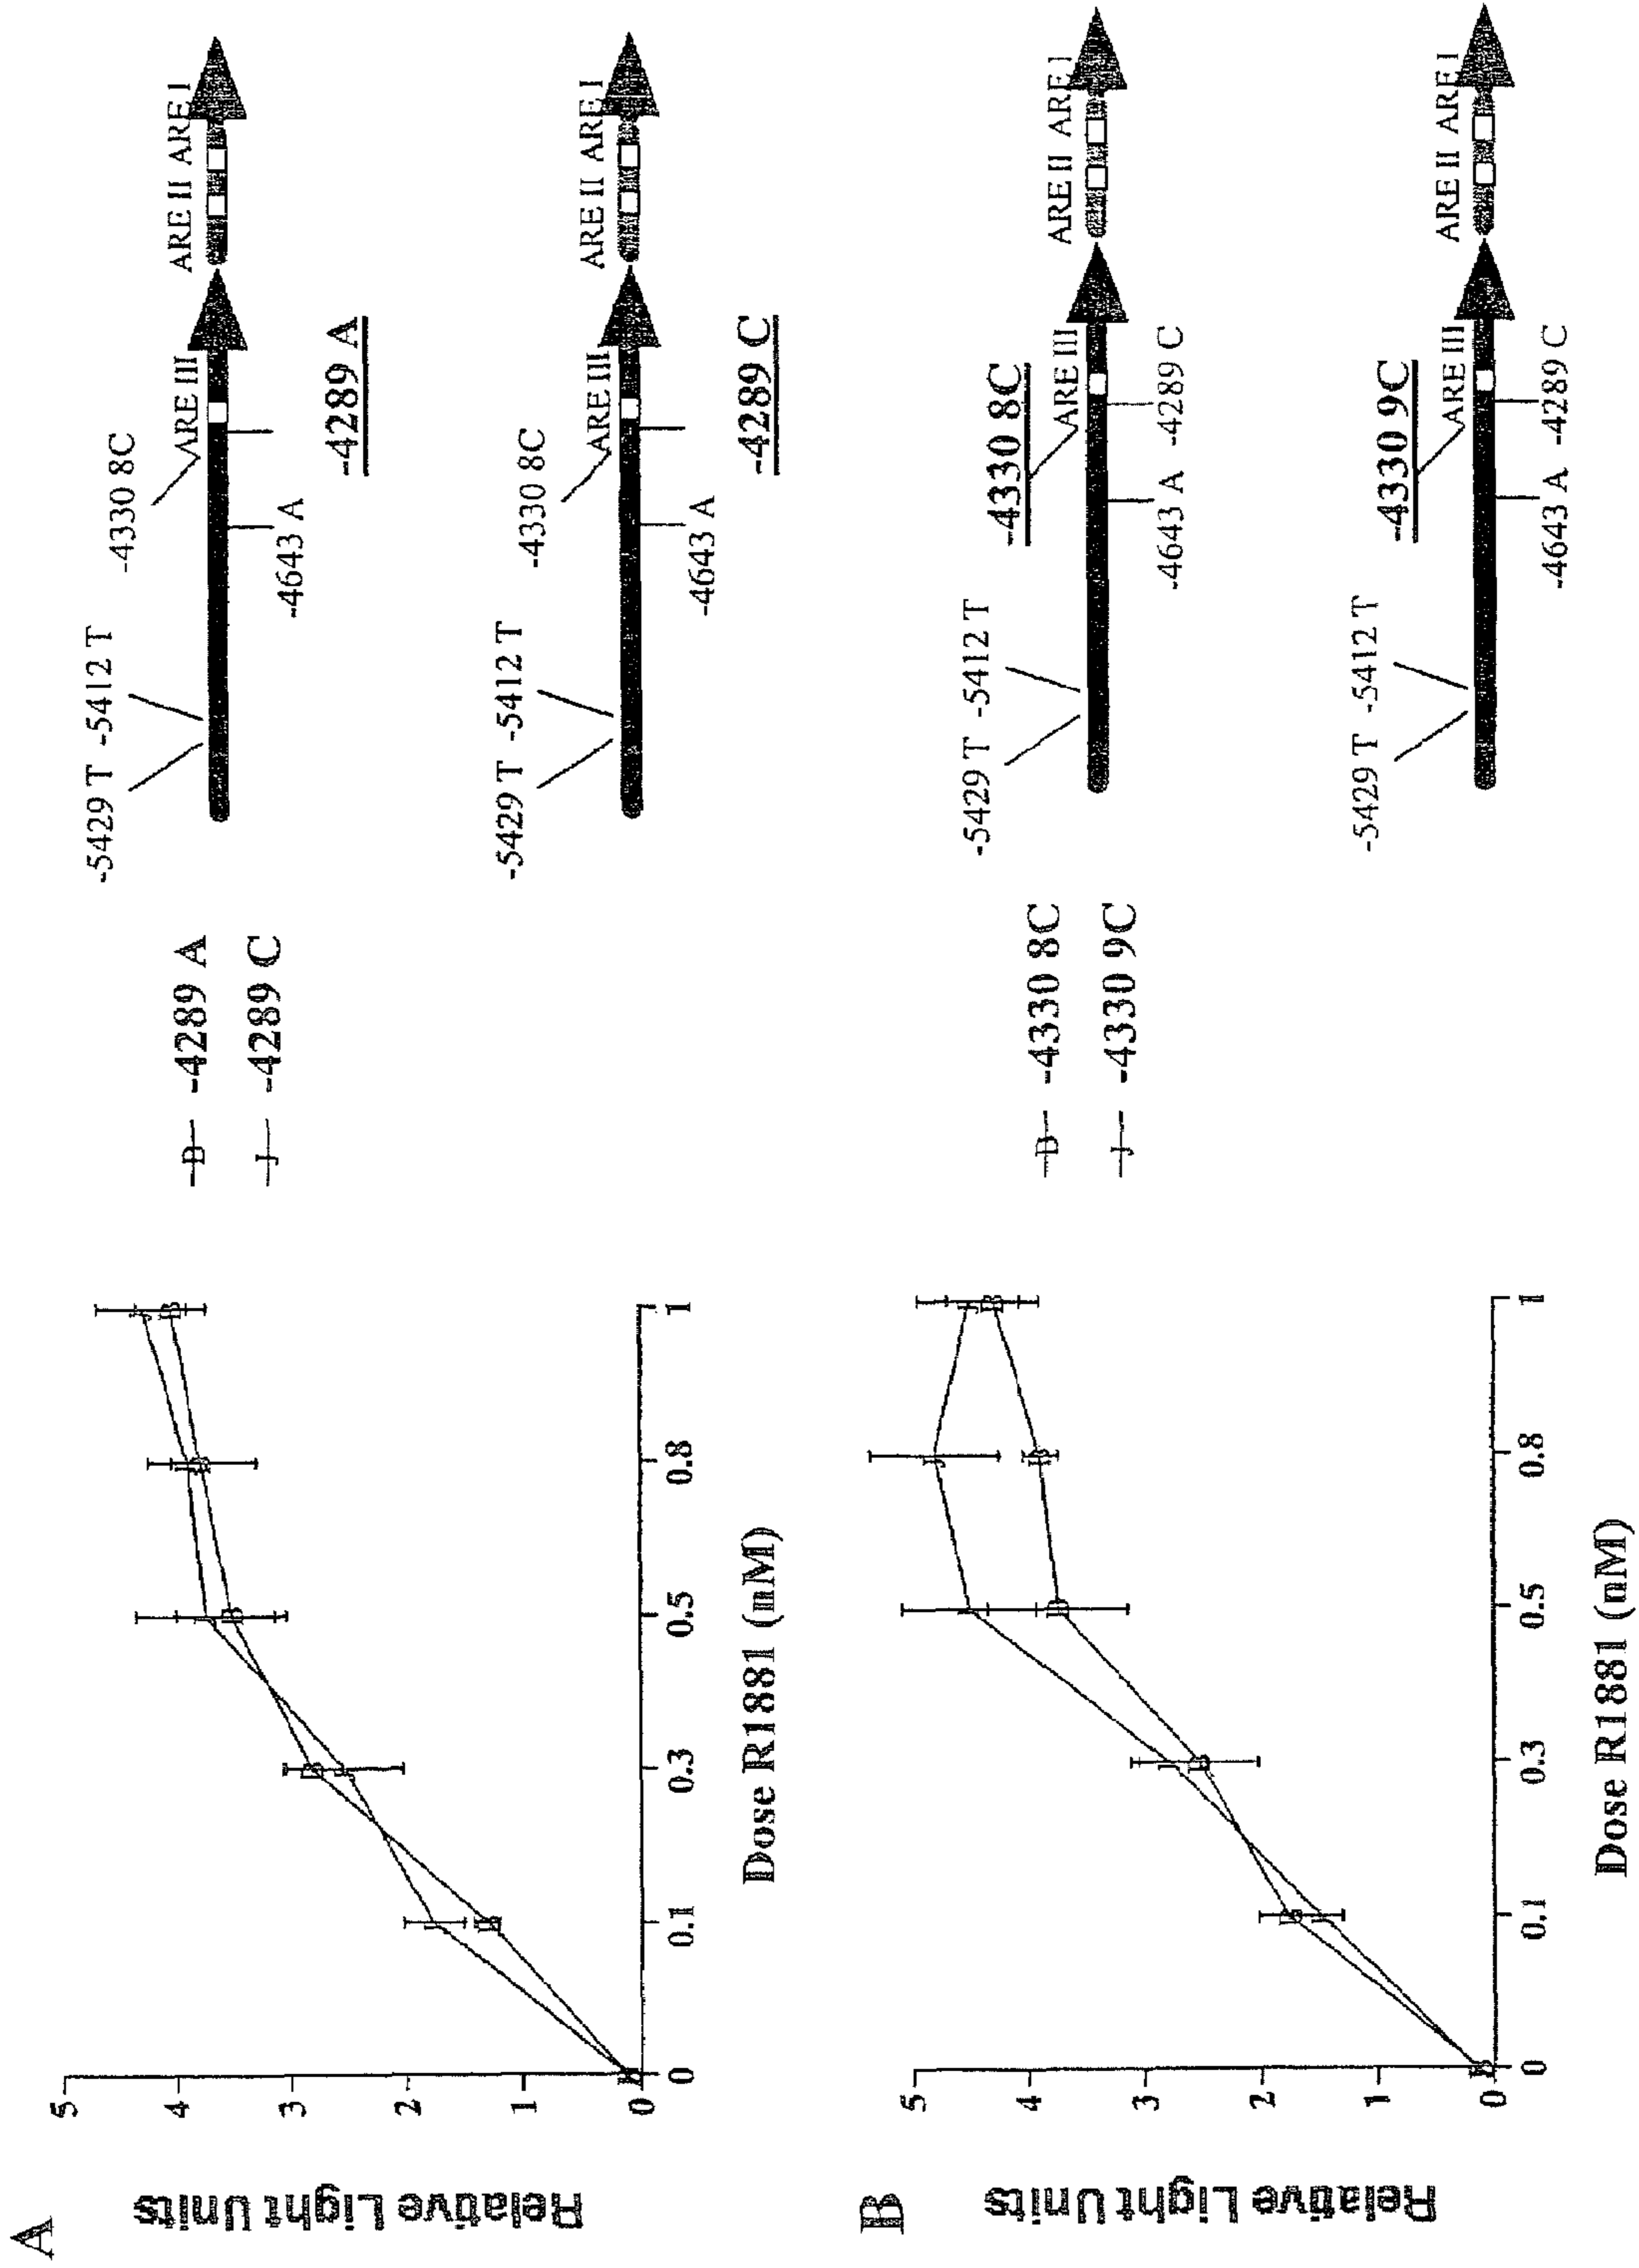 A
Relative Light Units
5
4
3
2
1
0
0
0.1
0.3
0.5
0.8
1
Dose R1881 (nM)
-4289 A
-4289 C
-5429 T -5412 T
-4330 8C
ARE III
ARE II ARE I
-4643 A
-4289 A
-5429 T -5412 T
-4330 8C
ARE III
ARE II ARE I
-4643 A
-4289 C
B
Relative Light Units
5
4
3
2
1
0
0
0.1
0.3
0.5
0.8
1
Dose R1881 (nM)
-4330 8C
-4330 9C
-5429 T -5412 T
-4330 8C
ARE III
ARE II ARE I
-4643 A -4289 C
-5429 T -5412 T
-4330 9C
ARE III
ARE II ARE I
-4643 A -4289 C